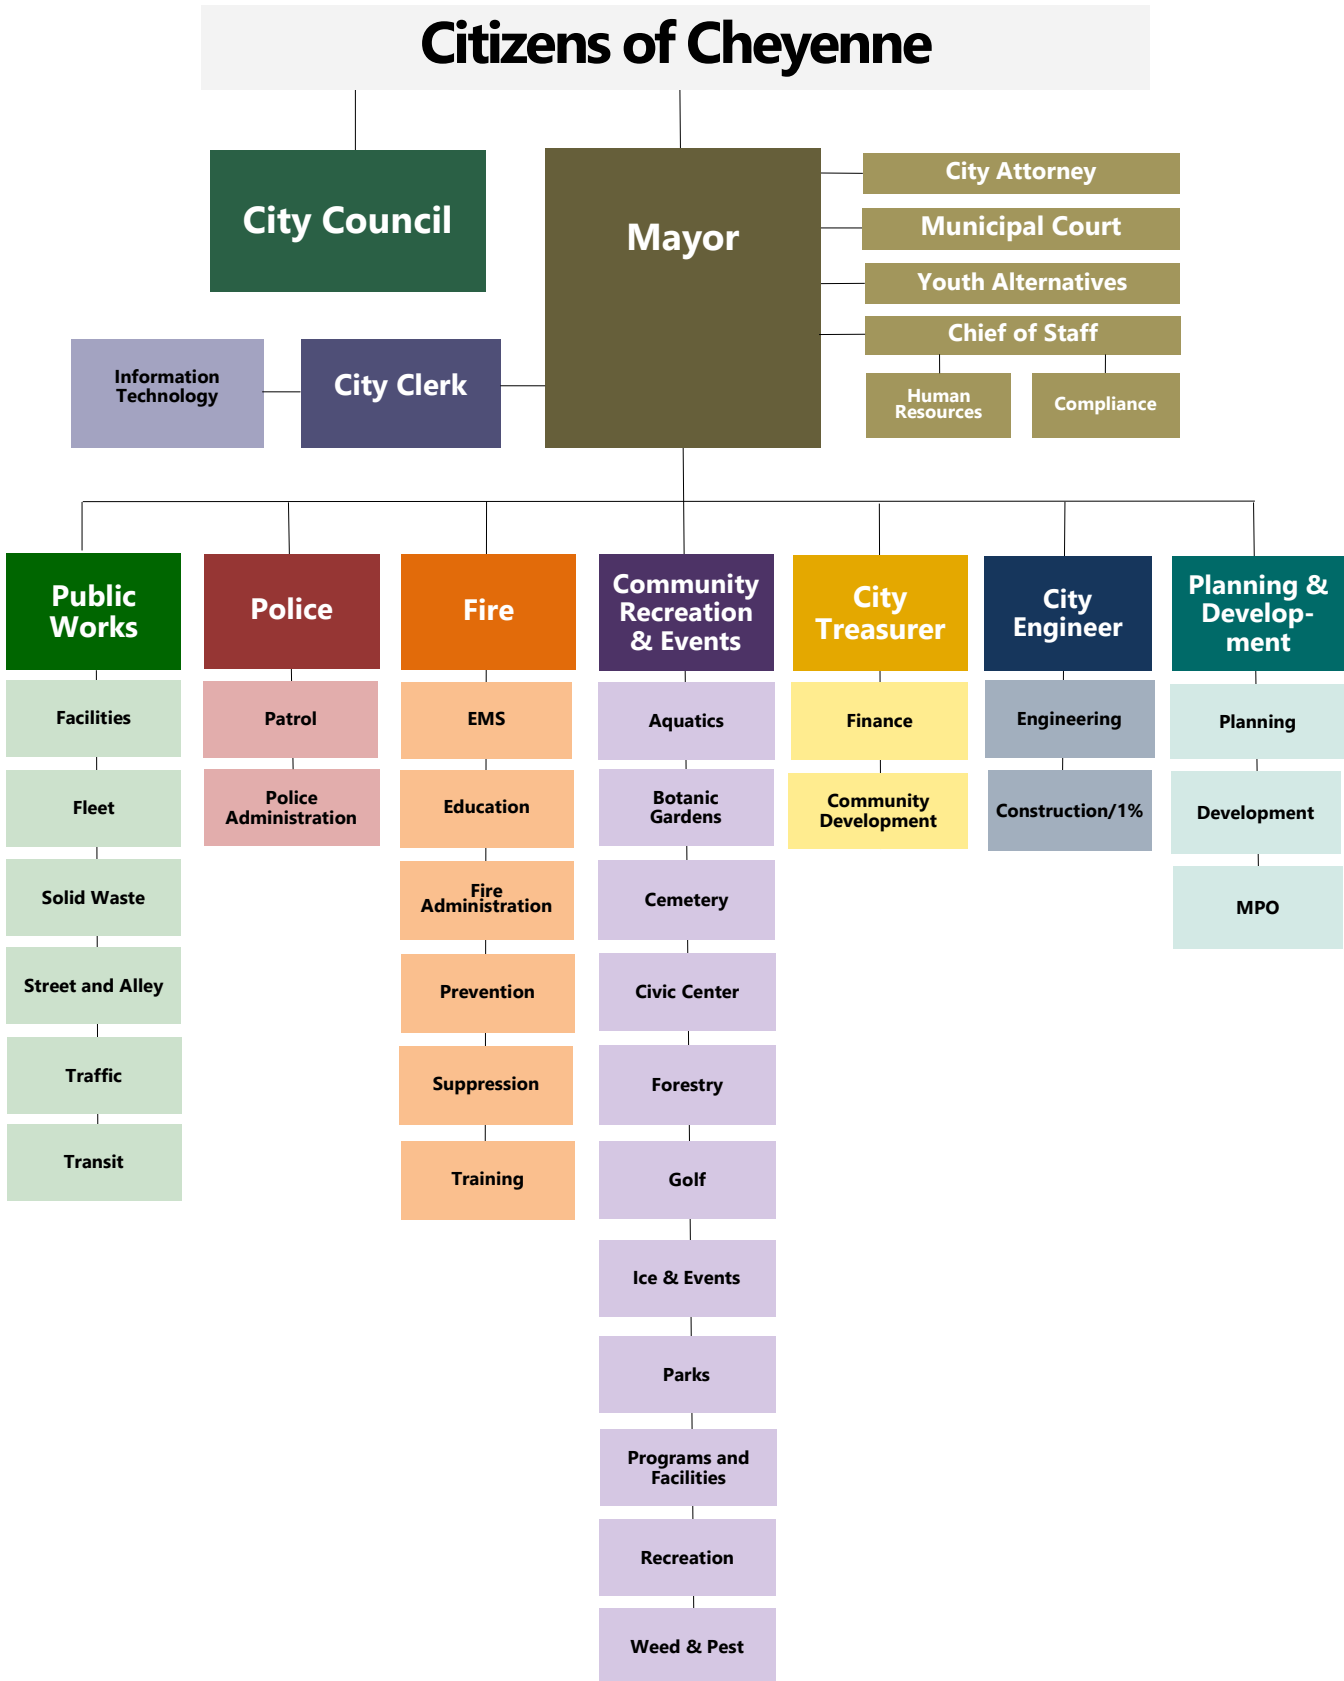 Citizens of Cheyenne
City Council
Mayor
City Attorney
Municipal Court
Youth Alternatives
Chief of Staff
Human
Resources
Compliance
Information
Technology
City Clerk
Public
Works
Police
Fire
Community
Recreation
& Events
City
Treasurer
City
Engineer
Planning &
Develop-
ment
Facilities
Fleet
Solid Waste
Street and Alley
Traffic
Transit
Patrol
Police
Administration
EMS
Education
Fire
Administration
Prevention
Suppression
Training
Aquatics
Botanic
Gardens
Cemetery
Civic Center
Forestry
Golf
Ice & Events
Parks
Programs and
Facilities
Recreation
Weed & Pest
Finance
Community
Development
Engineering
Construction/1%
Planning
Development
MPO